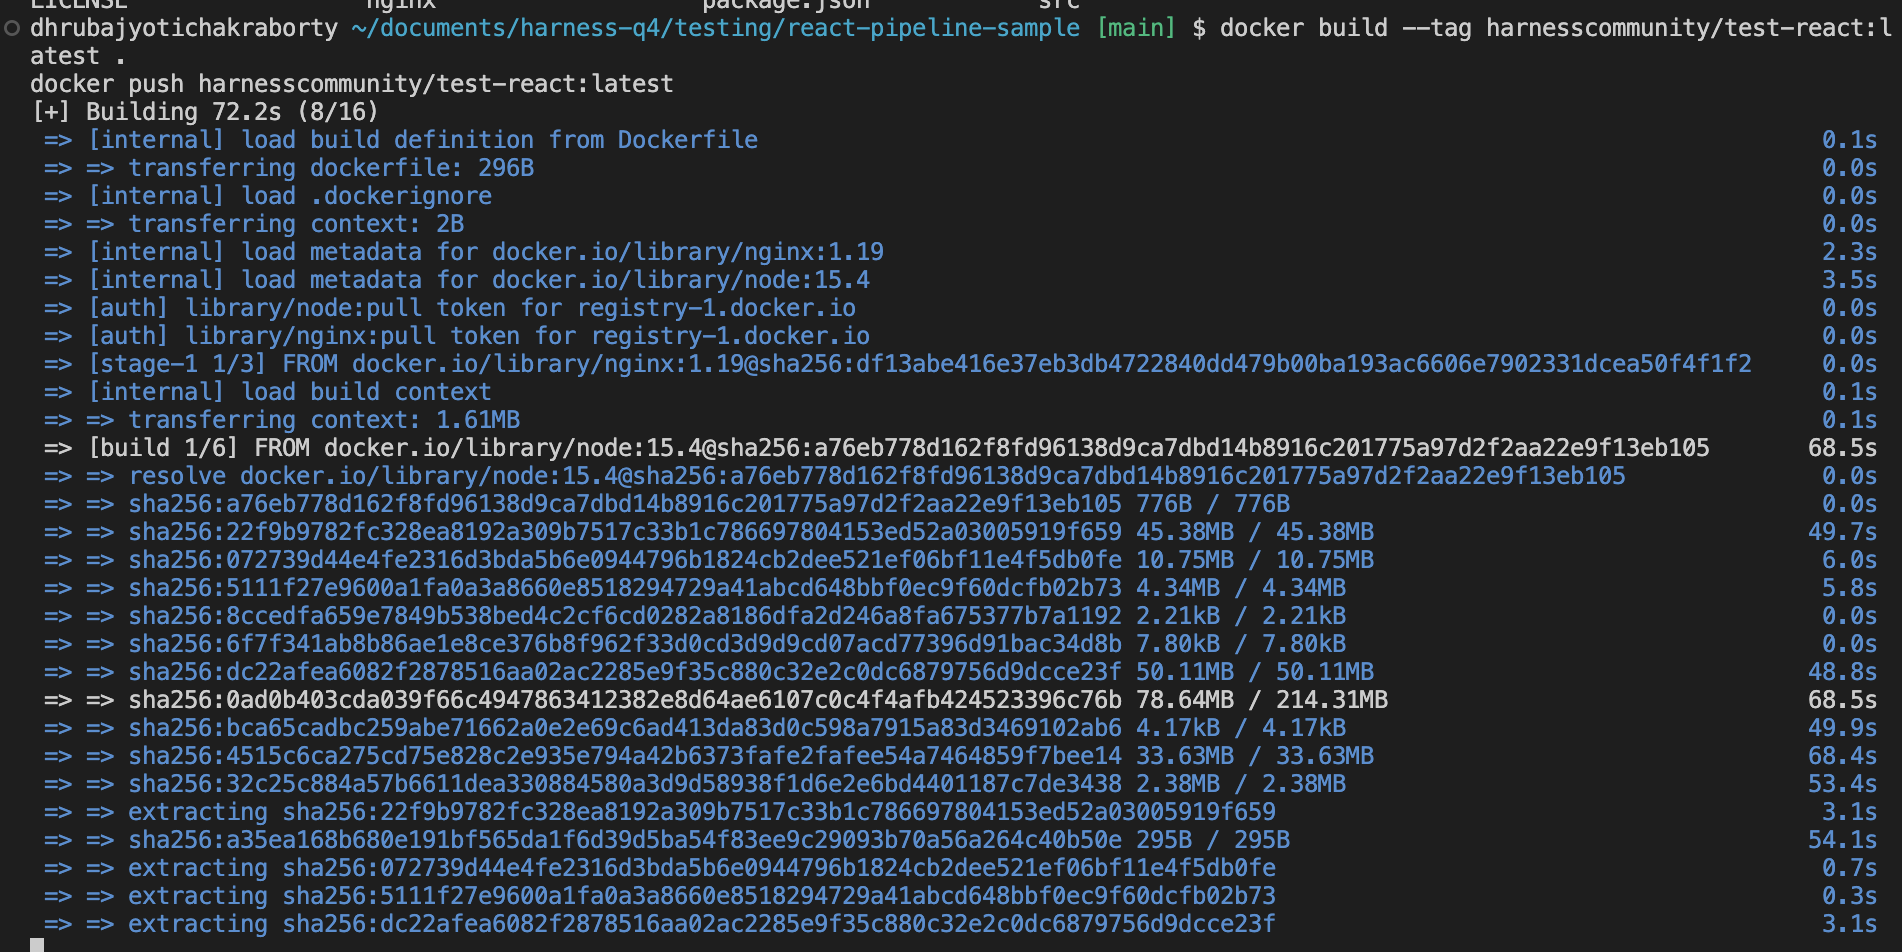 LICENSE nginx package.json src
dhrubajyotichakraborty ~/documents/harness-q4/testing/react-pipeline-sample [main] $ docker build --tag harnesscommunity/test-react:l
atest .
docker push harnesscommunity/test-react:latest
[+] Building 72.2s (8/16)
=> [internal] load build definition from Dockerfile 0.1s
=> => transferring dockerfile: 296B 0.0s
=> [internal] load .dockerignore 0.0s
=> => transferring context: 2B 0.0s
=> [internal] load metadata for docker.io/library/nginx:1.19 2.3s
=> [internal] load metadata for docker.io/library/node:15.4 3.5s
=> [auth] library/node:pull token for registry-1.docker.io 0.0s
=> [auth] library/nginx:pull token for registry-1.docker.io 0.0s
=> [stage-1 1/3] FROM docker.io/library/nginx:1.19@sha256:df13abe416e37eb3db4722840dd479b00ba193ac6606e7902331dcea50f4f1f2 0.0s
=> [internal] load build context 0.1s
=> => transferring context: 1.61MB 0.1s
=> [build 1/6] FROM docker.io/library/node:15.4@sha256:a76eb778d162f8fd96138d9ca7dbd14b8916c201775a97d2f2aa22e9f13eb105 68.5s
=> => resolve docker.io/library/node:15.4@sha256:a76eb778d162f8fd96138d9ca7dbd14b8916c201775a97d2f2aa22e9f13eb105 0.0s
=> => sha256:a76eb778d162f8fd96138d9ca7dbd14b8916c201775a97d2f2aa22e9f13eb105 776B / 776B 0.0s
=> => sha256:22f9b9782fc328ea8192a309b7517c33b1c786697804153ed52a03005919f659 45.38MB / 45.38MB 49.7s
=> => sha256:072739d44e4fe2316d3bda5b6e0944796b1824cb2dee521ef06bf11e4f5db0fe 10.75MB / 10.75MB 6.0s
=> => sha256:5111f27e9600a1fa0a3a8660e8518294729a41abcd648bbf0ec9f60dcfb02b73 4.34MB / 4.34MB 5.8s
=> => sha256:8ccedfa659e7849b538bed4c2cf6cd0282a8186dfa2d246a8fa675377b7a1192 2.21kB / 2.21kB 0.0s
=> => sha256:6f7f341ab8b86ae1e8ce376b8f962f33d0cd3d9d9cd07acd77396d91bac34d8b 7.80kB / 7.80kB 0.0s
=> => sha256:dc22afea6082f2878516aa02ac2285e9f35c880c32e2c0dc6879756d9dcce23f 50.11MB / 50.11MB 48.8s
=> => sha256:0ad0b403cda039f66c4947863412382e8d64ae6107c0c4f4afb424523396c76b 78.64MB / 214.31MB 68.5s
=> => sha256:bca65cadbc259abe71662a0e2e69c6ad413da83d0c598a7915a83d3469102ab6 4.17kB / 4.17kB 49.9s
=> => sha256:4515c6ca275cd75e828c2e935e794a42b6373fafe2fafee54a7464859f7bee14 33.63MB / 33.63MB 68.4s
=> => sha256:32c25c884a57b6611dea330884580a3d9d58938f1d6e2e6bd4401187c7de3438 2.38MB / 2.38MB 53.4s
=> => extracting sha256:22f9b9782fc328ea8192a309b7517c33b1c786697804153ed52a03005919f659 3.1s
=> => sha256:a35ea168b680e191bf565da1f6d39d5ba54f83ee9c29093b70a56a264c40b50e 295B / 295B 54.1s
=> => extracting sha256:072739d44e4fe2316d3bda5b6e0944796b1824cb2dee521ef06bf11e4f5db0fe 0.7s
=> => extracting sha256:5111f27e9600a1fa0a3a8660e8518294729a41abcd648bbf0ec9f60dcfb02b73 0.3s
=> => extracting sha256:dc22afea6082f2878516aa02ac2285e9f35c880c32e2c0dc6879756d9dcce23f 3.1s